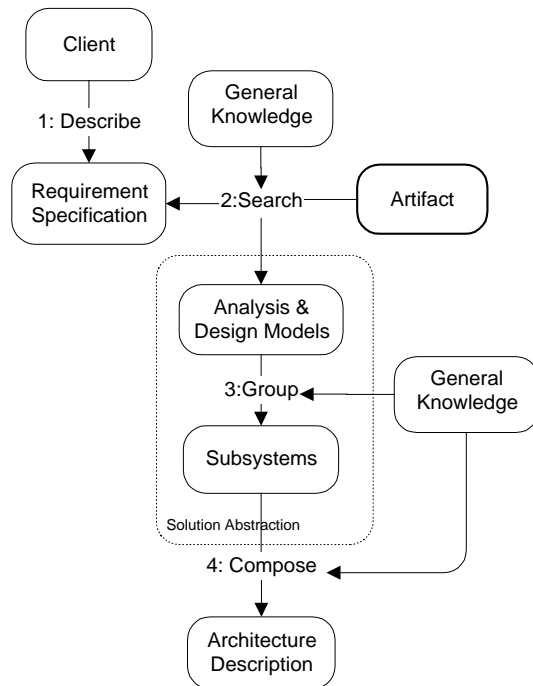 Client
1: Describe
General
Knowledge
Requirement
Specification
2:Search
Artifact
Analysis &
Design Models
3:Group
General
Knowledge
Subsystems
Solution Abstraction
4: Compose
Architecture
Description